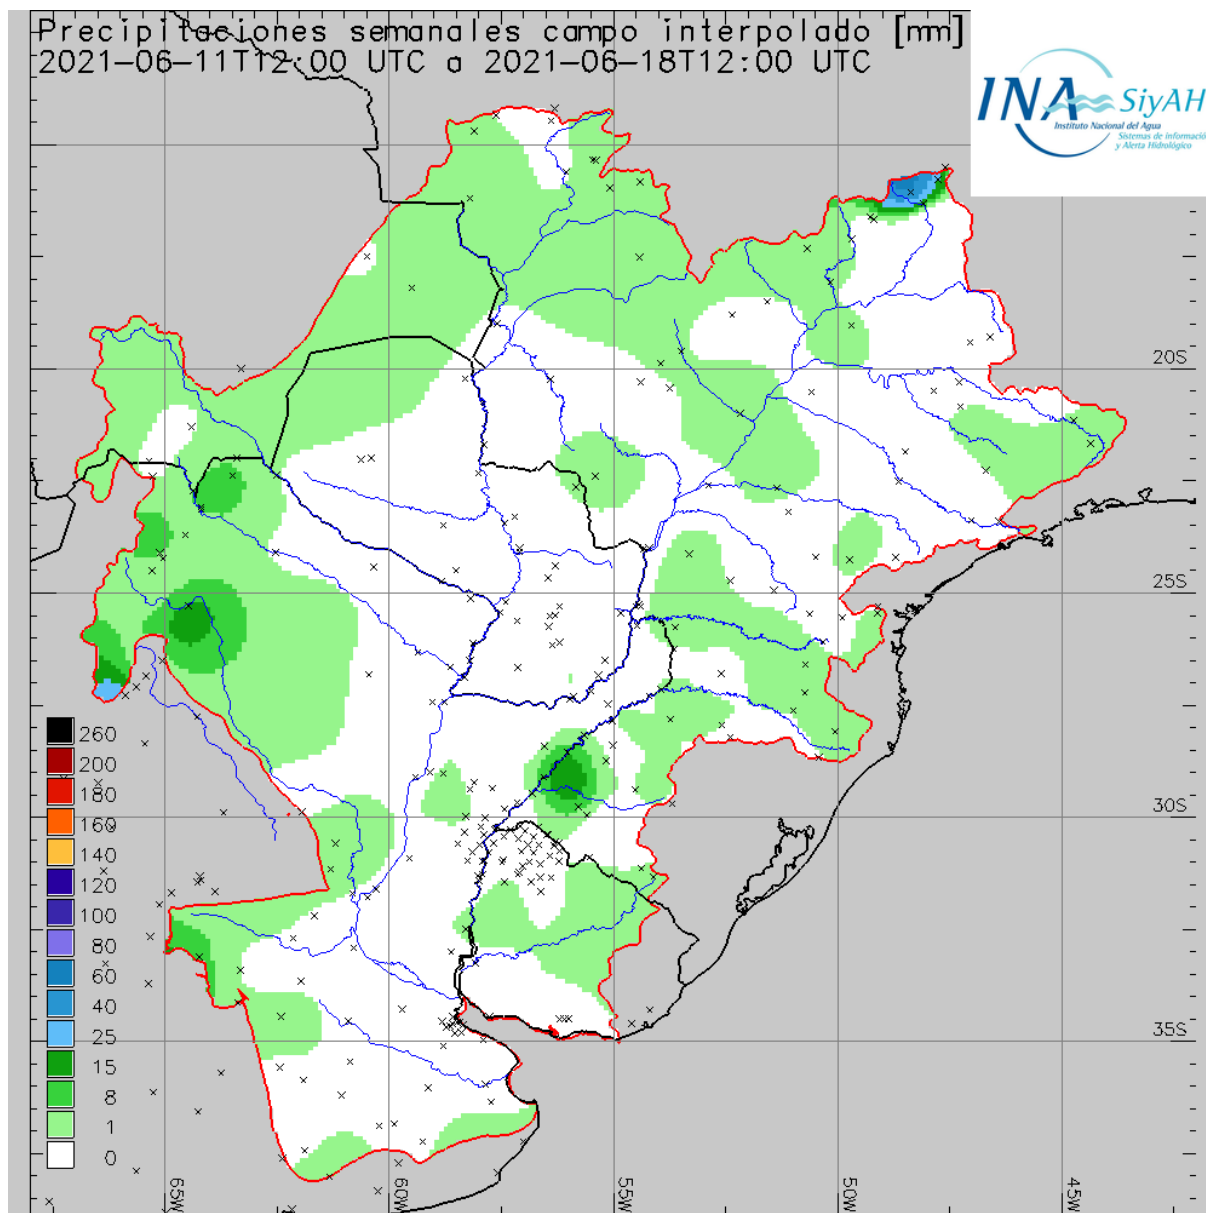 Precipitaciones semanales campo interpolado [mm]
2021-06-11T12:00 UTC a 2021-06-18T12:00 UTC
INA SiyAH
Instituto Nacional del Agua
Sistemas de informació
y Alerta Hidrológico
20S
25S
30S
35S
260
200
180
160
140
120
100
80
60
40
25
15
8
1
0
65W
60W
55W
50W
45W